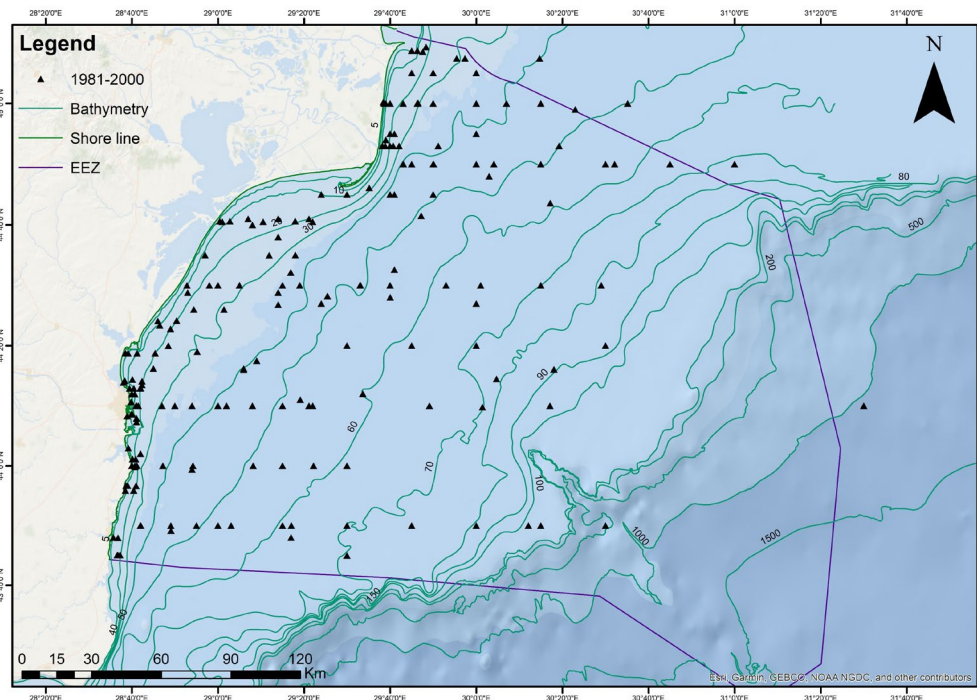 28°20'0"E 28°40'0"E 29°0'0"E 29°20'0"E 29°40'0"E 30°0'0"E 30°20'0"E 30°40'0"E 31°0'0"E 31°20'0"E 31°40'0"E
Legend
1981-2000
Bathymetry
Shore line
EEZ
N
5
10
20
30
80
500
200
90
60
70
100
1000
1500
5
150
50
40
0 15 30 60 90 120
Km
Esri, Garmin, GEBCO, NOAA NGDC, and other contributors
28°20'0"E 28°40'0"E 29°0'0"E 29°20'0"E 29°40'0"E 30°0'0"E 30°20'0"E 30°40'0"E 31°0'0"E 31°20'0"E 31°40'0"E